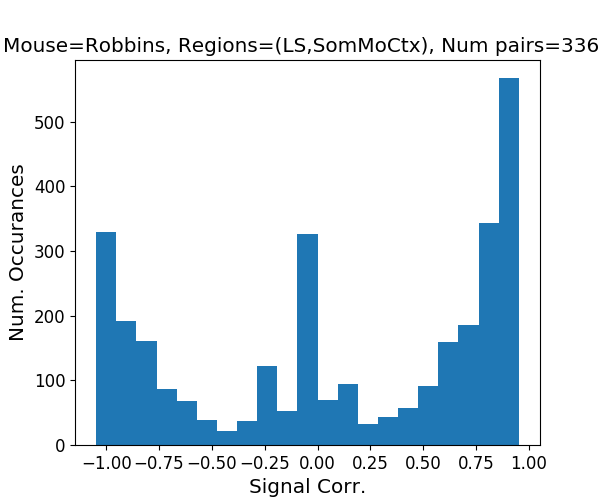 Mouse=Robbins, Regions=(LS,SomMoCtx), Num pairs=336
Num. Occurances
500
400
300
200
100
0
−1.00 −0.75 −0.50 −0.25 0.00 0.25 0.50 0.75 1.00
Signal Corr.